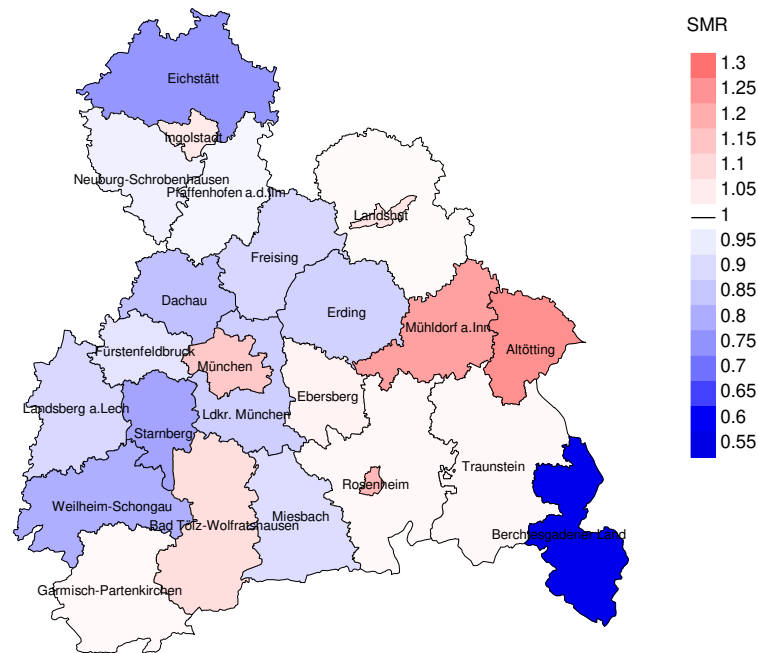 SMR
1.3
1.25
1.2
1.15
1.1
1.05
1
0.95
0.9
0.85
0.8
0.75
0.7
0.65
0.6
0.55
Eichstätt
Ingolstadt
Neuburg-Schrobenhausen
Pfaffenhofen a.d.Ilm
Landshut
Freising
Dachau
Erding
Mühldorf a.Inn
Altötting
Fürstenfeldbruck
München
Ebersberg
Landsberg a.Lech
Ldkr. München
Starnberg
Traunstein
Rosenheim
Weilheim-Schongau
Miesbach
Bad Tölz-Wolfratshausen
Berchtesgadener Land
Garmisch-Partenkirchen